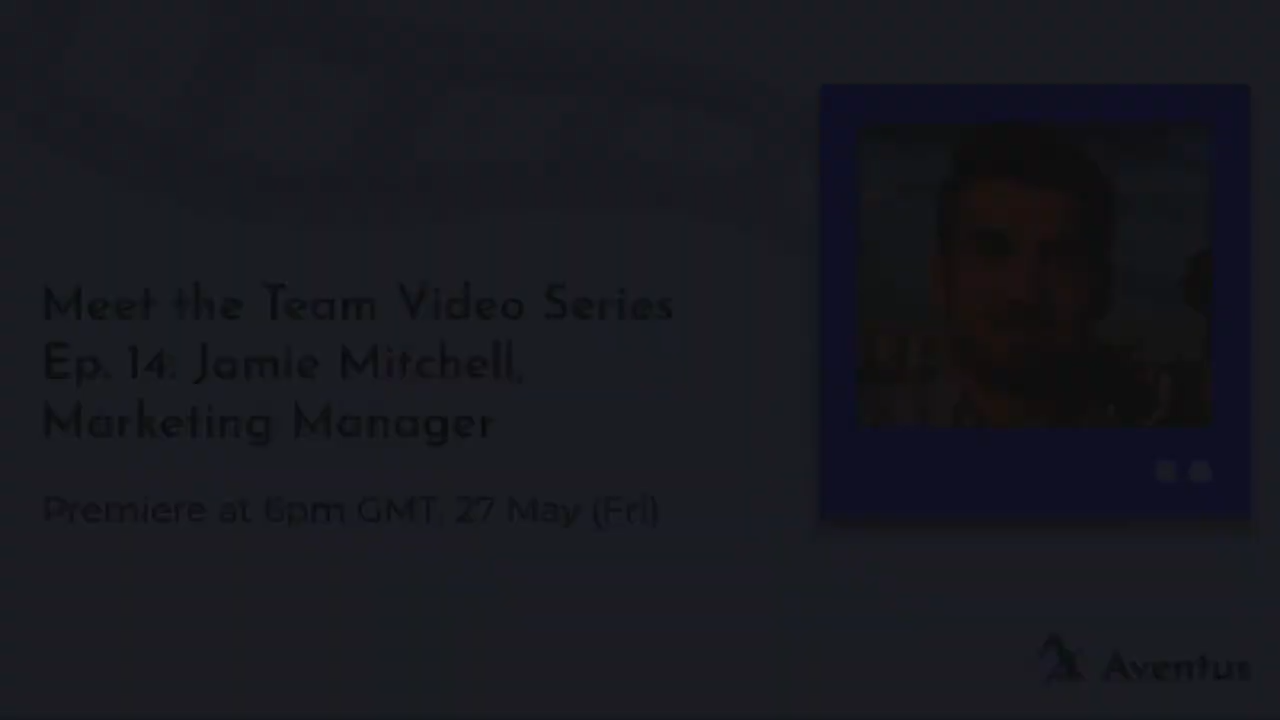 Meet the Team Video Series
Ep. 14: Jamie Mitchell,
Marketing Manager
Premiere at 6pm GMT, 27 May (Fri)
Aventus